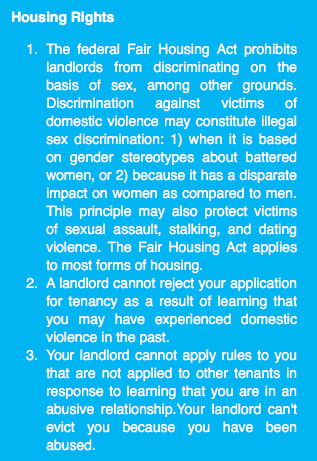 Housing Rights
1. The federal Fair Housing Act prohibits
landlords from discriminating on the
basis of sex, among other grounds.
Discrimination against victims of
domestic violence may constitute illegal
sex discrimination: 1) when it is based
on gender stereotypes about battered
women, or 2) because it has a disparate
impact on women as compared to men.
This principle may also protect victims
of sexual assault, stalking, and dating
violence. The Fair Housing Act applies
to most forms of housing.
2. A landlord cannot reject your application
for tenancy as a result of learning that
you may have experienced domestic
violence in the past.
3. Your landlord cannot apply rules to you
that are not applied to other tenants in
response to learning that you are in an
abusive relationship.Your landlord can't
evict you because you have been
abused.